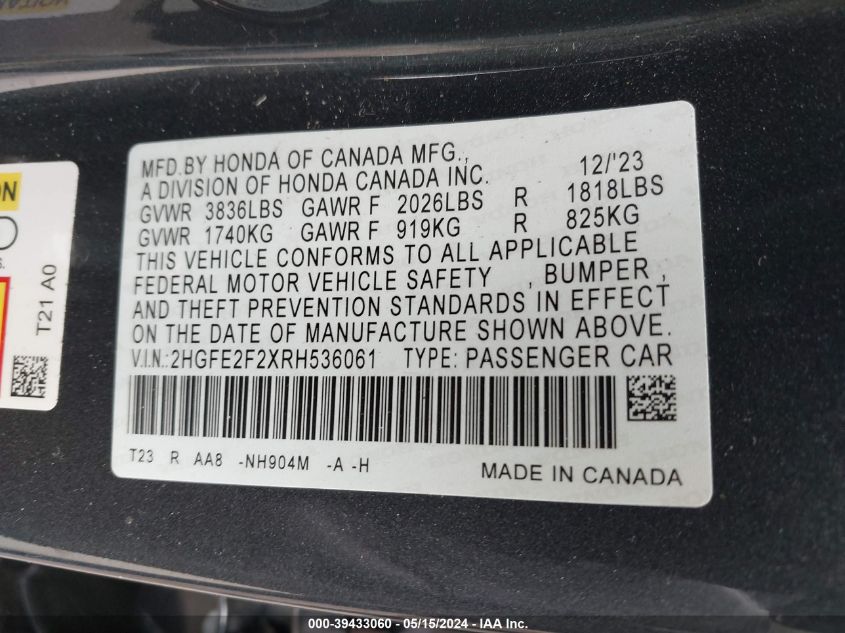 MFD.BY HONDA OF CANADA MFG., 12/'23
A DIVISION OF HONDA CANADA INC.
GVWR 3836LBS GAWR F 2026LBS R 1818LBS
GVWR 1740KG GAWR F 919KG R 825KG
THIS VEHICLE CONFORMS TO ALL APPLICABLE
FEDERAL MOTOR VEHICLE SAFETY , BUMPER ,
AND THEFT PREVENTION STANDARDS IN EFFECT
ON THE DATE OF MANUFACTURE SHOWN ABOVE.
V.I.N.:2HGFE2F2XRH536061 TYPE: PASSENGER CAR
T23 R AA8 -NH904M -A -H
MADE IN CANADA
T21 A0
000-39433060 - 05/15/2024 - IAA Inc.